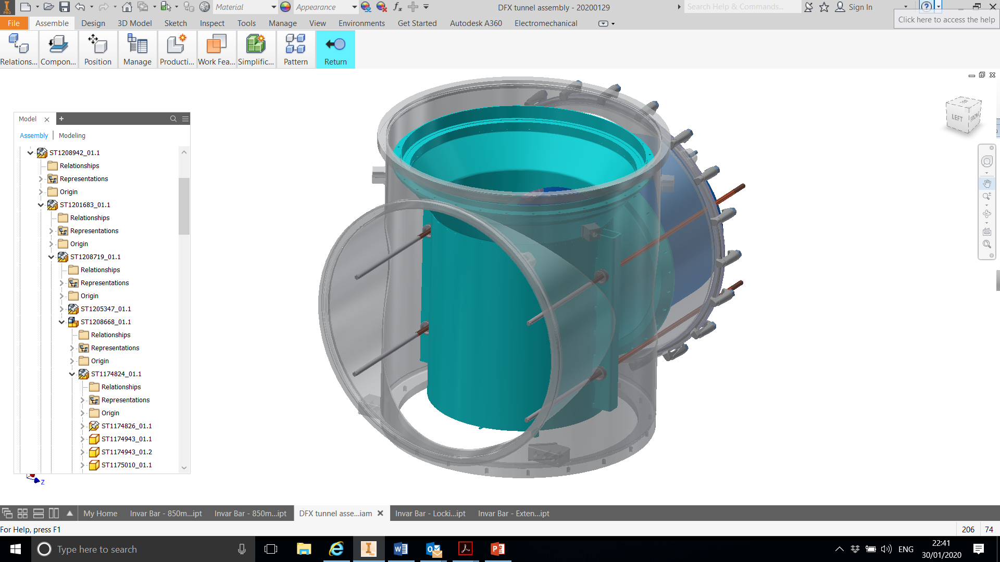 PRO
Material
Appearance
DFX tunnel assembly - 20200129
Search Help & Commands...
Sign In
File
Assemble
Design
3D Model
Sketch
Inspect
Tools
Manage
View
Environments
Get Started
Autodesk A360
Electromechanical
Click here to access the help
Relations...
Compon...
Position
Manage
Producti...
Work Fea...
Simplific...
Pattern
Return
LEFT
FRONT
Model
Assembly
Modeling
ST1208942_01.1
Relationships
Representations
Origin
ST1201683_01.1
Relationships
Representations
Origin
ST1208719_01.1
Relationships
Representations
Origin
ST1205347_01.1
ST1208668_01.1
Relationships
Representations
Origin
ST1174824_01.1
Relationships
Representations
Origin
ST1174826_01.1
ST1174943_01.1
ST1174943_01.2
ST1175010_01.1
Z
My Home
Invar Bar - 850m...ipt
Invar Bar - 850m...ipt
DFX tunnel asse...iam
Invar Bar - Locki...ipt
Invar Bar - Exten...ipt
For Help, press F1
206
74
Type here to search
ENG
22:41
30/01/2020